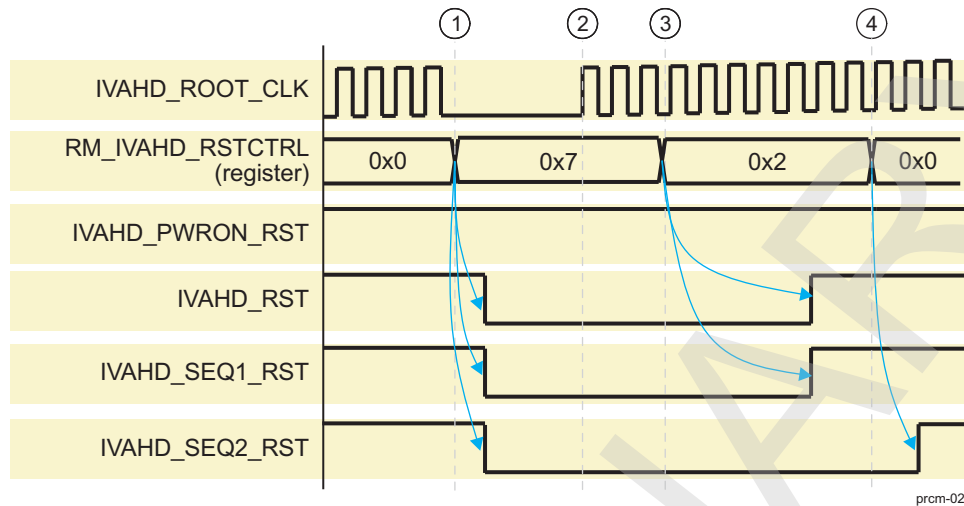 1 2 3 4
IVAHD_ROOT_CLK
RM_IVAHD_RSTCTRL
(register)
0x0 0x7 0x2 0x0
IVAHD_PWRON_RST
IVAHD_RST
IVAHD_SEQ1_RST
IVAHD_SEQ2_RST
prcm-02